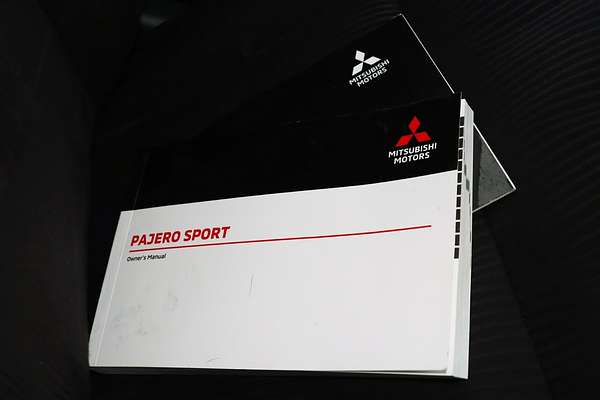 MITSUBISHI
MOTORS
MITSUBISHI
MOTORS
PAJERO SPORT
Owner's Manual